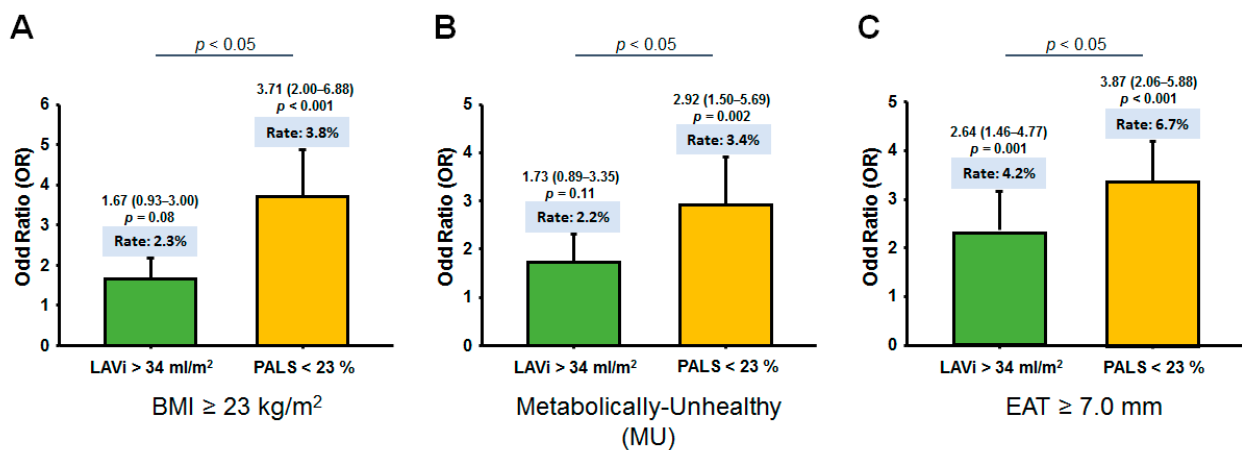 A
p < 0.05
3.71 (2.00–6.88)
p < 0.001
Rate: 3.8%
1.67 (0.93–3.00)
p = 0.08
Rate: 2.3%
Odd Ratio (OR)
6
5
4
3
2
1
0
LAVi > 34 ml/m²
PALS < 23 %
BMI ≥ 23 kg/m²
B
p < 0.05
2.92 (1.50–5.69)
p = 0.002
Rate: 3.4%
1.73 (0.89–3.35)
p = 0.11
Rate: 2.2%
Odd Ratio (OR)
5
4
3
2
1
0
LAVi > 34 ml/m²
PALS < 23 %
Metabolically-Unhealthy
(MU)
C
p < 0.05
3.87 (2.06–5.88)
p < 0.001
Rate: 6.7%
2.64 (1.46–4.77)
p = 0.001
Rate: 4.2%
Odd Ratio (OR)
5
4
3
2
1
0
LAVi > 34 ml/m²
PALS < 23 %
EAT ≥ 7.0 mm